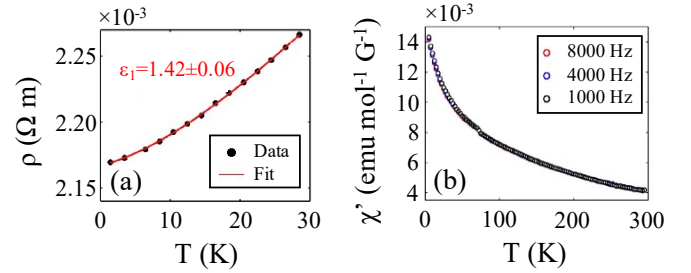 ×10⁻³
2.25
2.20
2.15
ρ (Ω m)
ε₁=1.42±0.06
Data
Fit
(a)
0 10 20 30
T (K)
×10⁻³
14
12
10
8
6
4
χ' (emu mol⁻¹ G⁻¹)
8000 Hz
4000 Hz
1000 Hz
(b)
0 100 200 300
T (K)